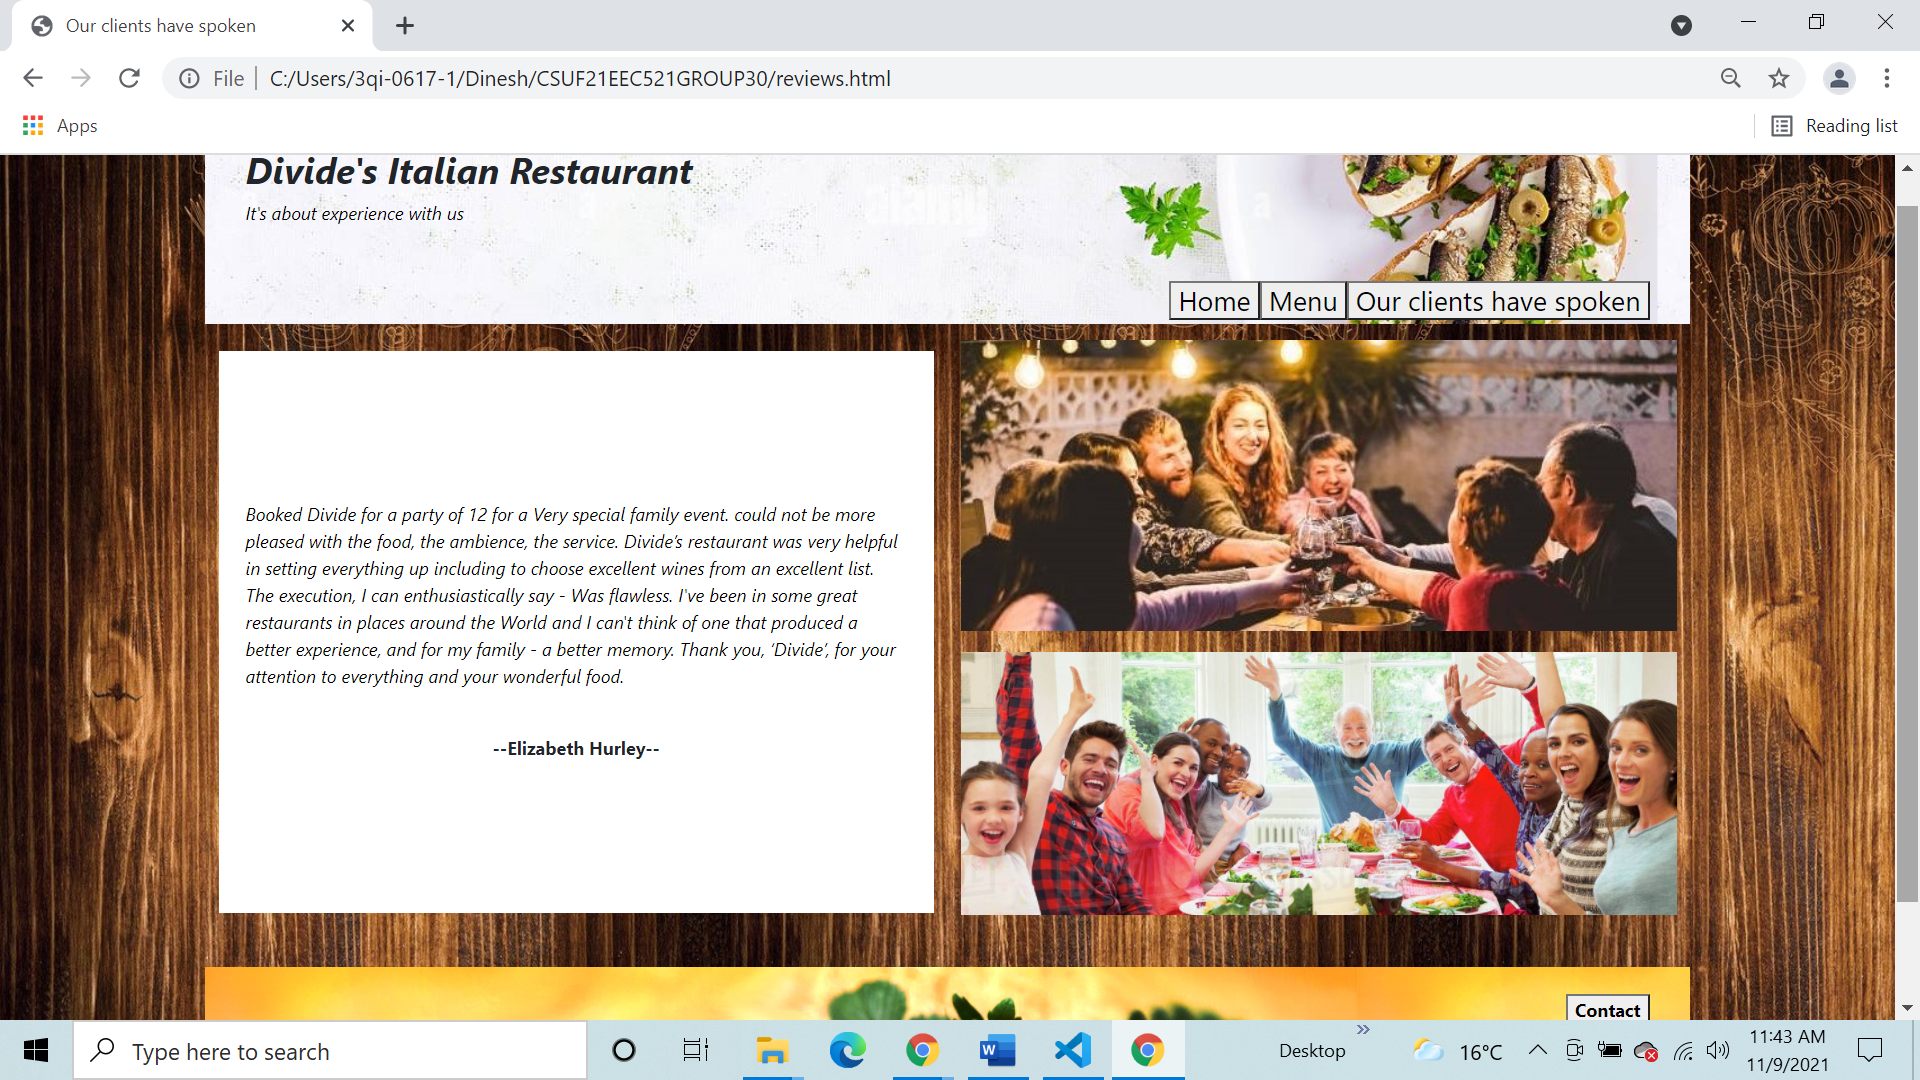 Our clients have spoken
File
C:/Users/3qi-0617-1/Dinesh/CSUF21EEC521GROUP30/reviews.html
Apps
Reading list
Divide's Italian Restaurant
It's about experience with us
Home
Menu
Our clients have spoken
Booked Divide for a party of 12 for a Very special family event. could not be more
pleased with the food, the ambience, the service. Divide’s restaurant was very helpful
in setting everything up including to choose excellent wines from an excellent list.
The execution, I can enthusiastically say - Was flawless. I've been in some great
restaurants in places around the World and I can't think of one that produced a
better experience, and for my family - a better memory. Thank you, ‘Divide’, for your
attention to everything and your wonderful food.
--Elizabeth Hurley--
Contact
Type here to search
Desktop
16°C
11:43 AM
11/9/2021